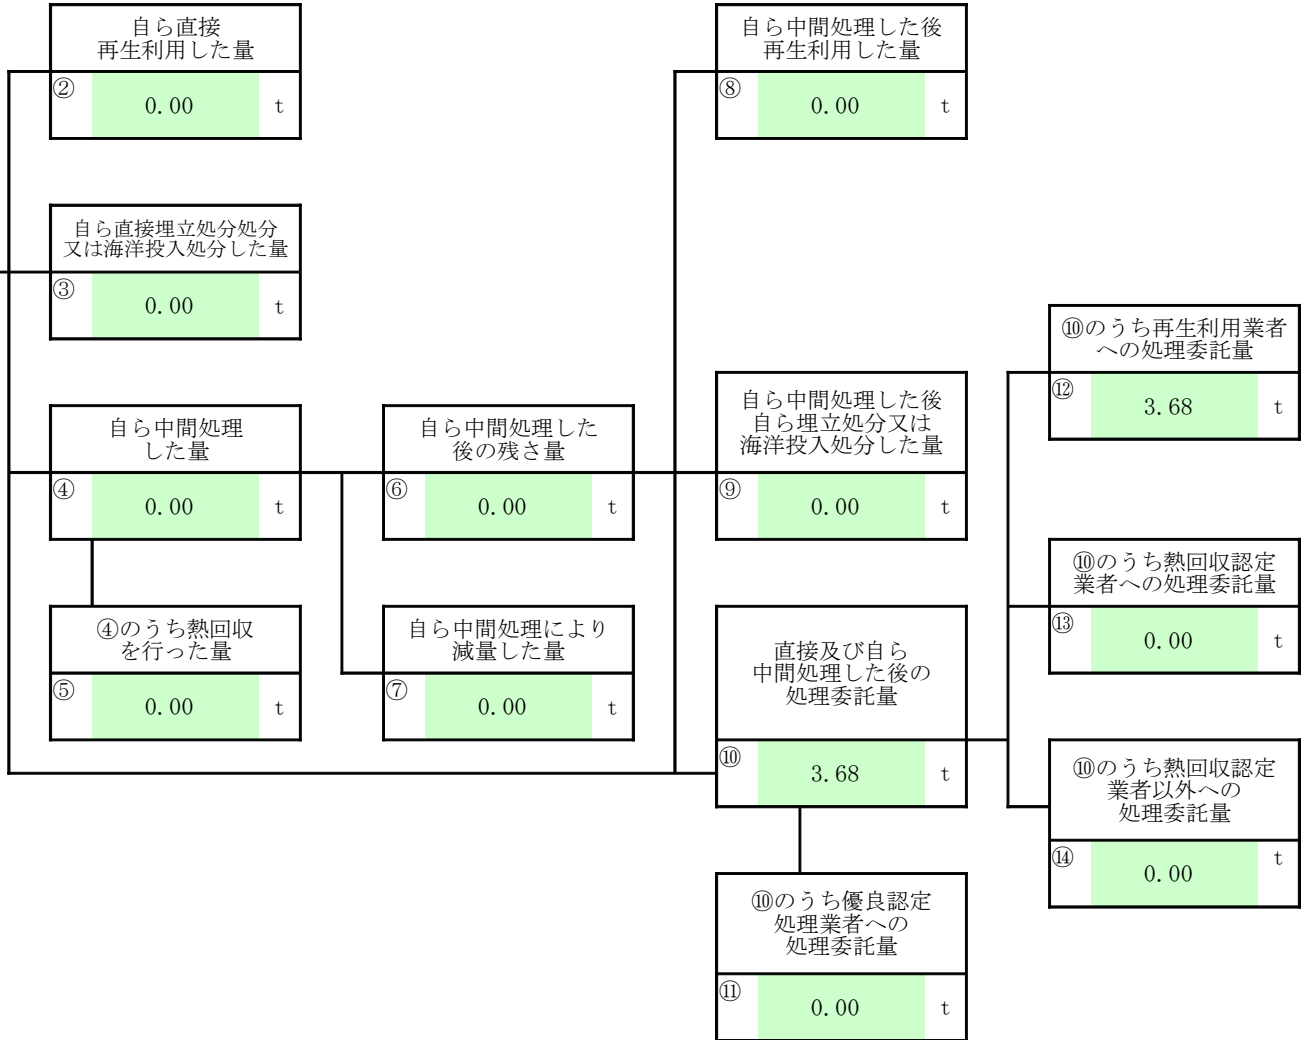 自ら直接
再生利用した量
②
0.00 t
自ら中間処理した後
再生利用した量
⑧
0.00 t
自ら直接埋立処分処分
又は海洋投入処分した量
③
0.00 t
⑩のうち再生利用業者
への処理委託量
⑫
3.68 t
自ら中間処理
した量
④
0.00 t
自ら中間処理した
後の残さ量
⑥
0.00 t
自ら中間処理した後
自ら埋立処分又は
海洋投入処分した量
⑨
0.00 t
⑩のうち熱回収認定
業者への処理委託量
⑬
0.00 t
④のうち熱回収
を行った量
⑤
0.00 t
自ら中間処理により
減量した量
⑦
0.00 t
直接及び自ら
中間処理した後の
処理委託量
⑩
3.68 t
⑩のうち熱回収認定
業者以外への
処理委託量
⑭
0.00 t
⑩のうち優良認定
処理業者への
処理委託量
⑪
0.00 t